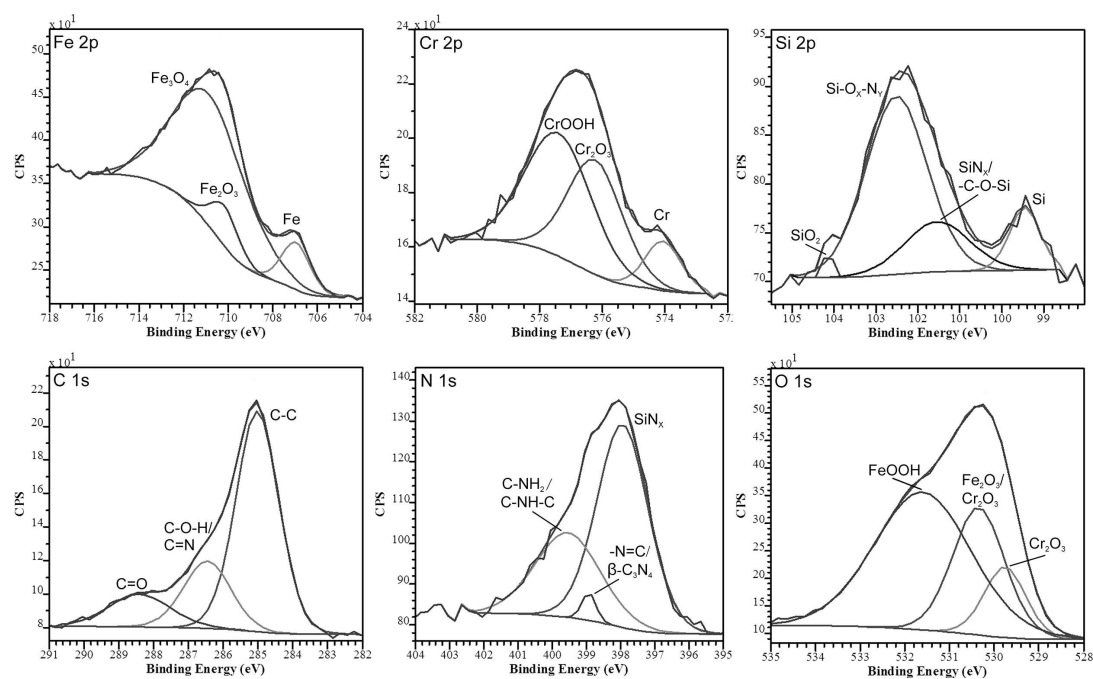 x 10¹
Fe 2p
50
45
40
35
30
25
CPS
Fe₃O₄
Fe₂O₃
Fe
718 716 714 712 710 708 706 704
Binding Energy (eV)
x 10¹
Cr 2p
24
22
20
18
16
14
CPS
CrOOH
Cr₂O₃
Cr
582 580 578 576 574 57
Binding Energy (eV)
Si 2p
95
90
85
80
75
70
CPS
Si-Oₓ-Nᵧ
SiNₓ/
-C-O-Si
Si
SiO₂
105 104 103 102 101 100 99
Binding Energy (eV)
x 10¹
C 1s
20
18
16
14
12
10
8
CPS
C-C
C-O-H/
C=N
C=O
291 290 289 288 287 286 285 284 283 282
Binding Energy (eV)
N 1s
140
130
120
110
100
90
80
CPS
SiNₓ
C-NH₂/
C-NH-C
-N=C/
β-C₃N₄
404 403 402 401 400 399 398 397 396 395
Binding Energy (eV)
x 10¹
O 1s
55
50
45
40
35
30
25
20
15
10
CPS
FeOOH
Fe₂O₃/
Cr₂O₃
Cr₂O₃
535 534 533 532 531 530 529 528
Binding Energy (eV)